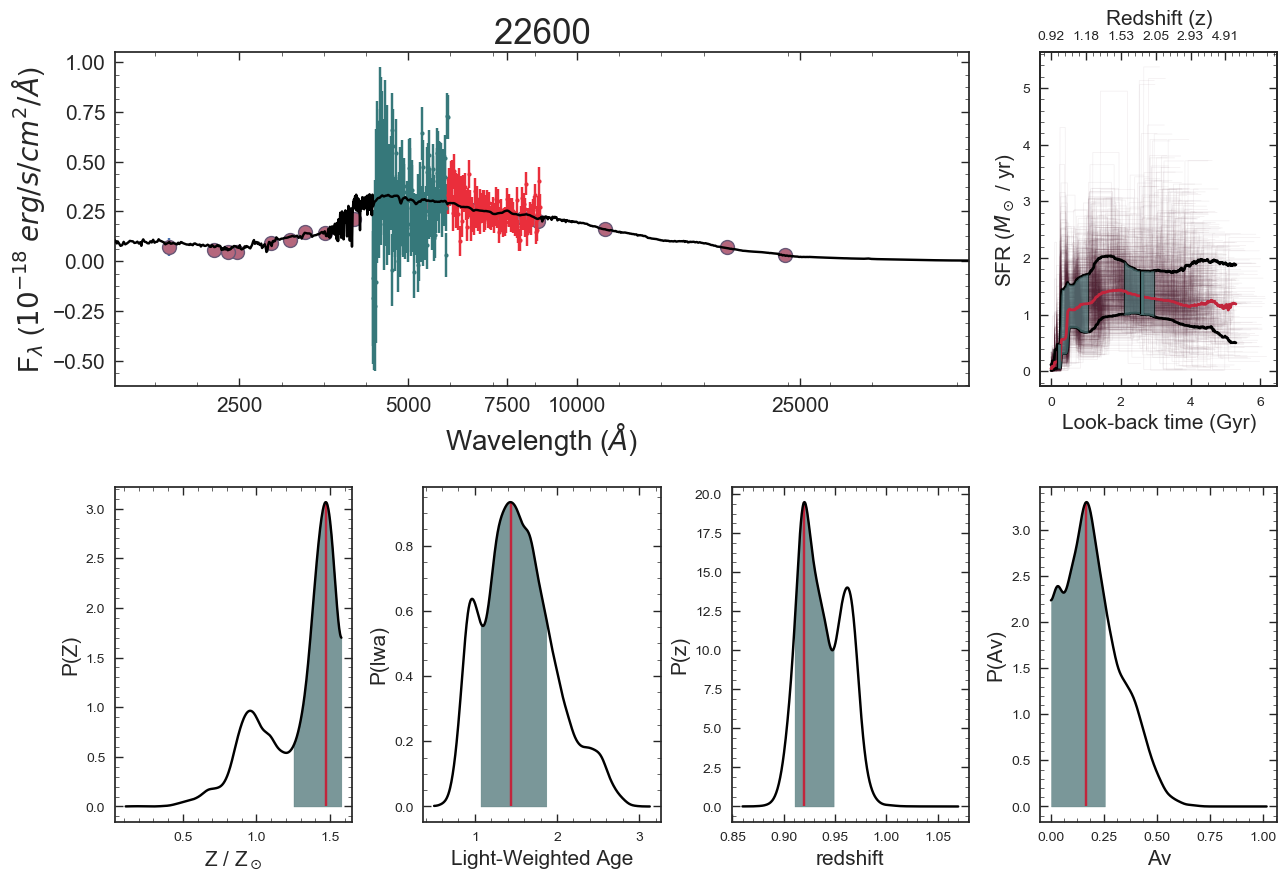 22600
1.00
0.75
0.50
0.25
0.00
−0.25
−0.50
F_λ (10^{−18} erg/s/cm^2/Å)
2500 5000 7500 10000 25000
Wavelength (Å)
Redshift (z)
0.92 1.18 1.53 2.05 2.93 4.91
5
4
3
2
1
0
SFR (M_⊙ / yr)
0 2 4 6
Look-back time (Gyr)
3.0
2.5
2.0
1.5
1.0
0.5
0.0
P(Z)
0.5 1.0 1.5
Z / Z_⊙
0.8
0.6
0.4
0.2
0.0
P(lwa)
1 2 3
Light-Weighted Age
20.0
17.5
15.0
12.5
10.0
7.5
5.0
2.5
0.0
P(z)
0.85 0.90 0.95 1.00 1.05
redshift
3.0
2.5
2.0
1.5
1.0
0.5
0.0
P(Av)
0.00 0.25 0.50 0.75 1.00
Av